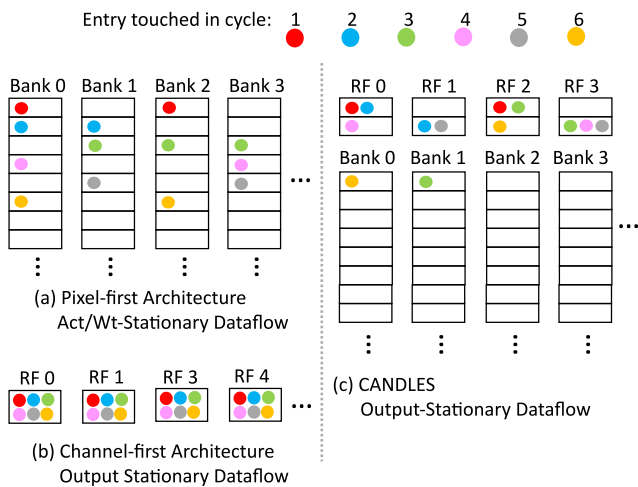 Entry touched in cycle: 1 2 3 4 5 6
Bank 0 Bank 1 Bank 2 Bank 3
...
(a) Pixel-first Architecture
Act/Wt-Stationary Dataflow
RF 0 RF 1 RF 3 RF 4
...
(b) Channel-first Architecture
Output Stationary Dataflow
RF 0 RF 1 RF 2 RF 3
Bank 0 Bank 1 Bank 2 Bank 3
...
(c) CANDLES
Output-Stationary Dataflow